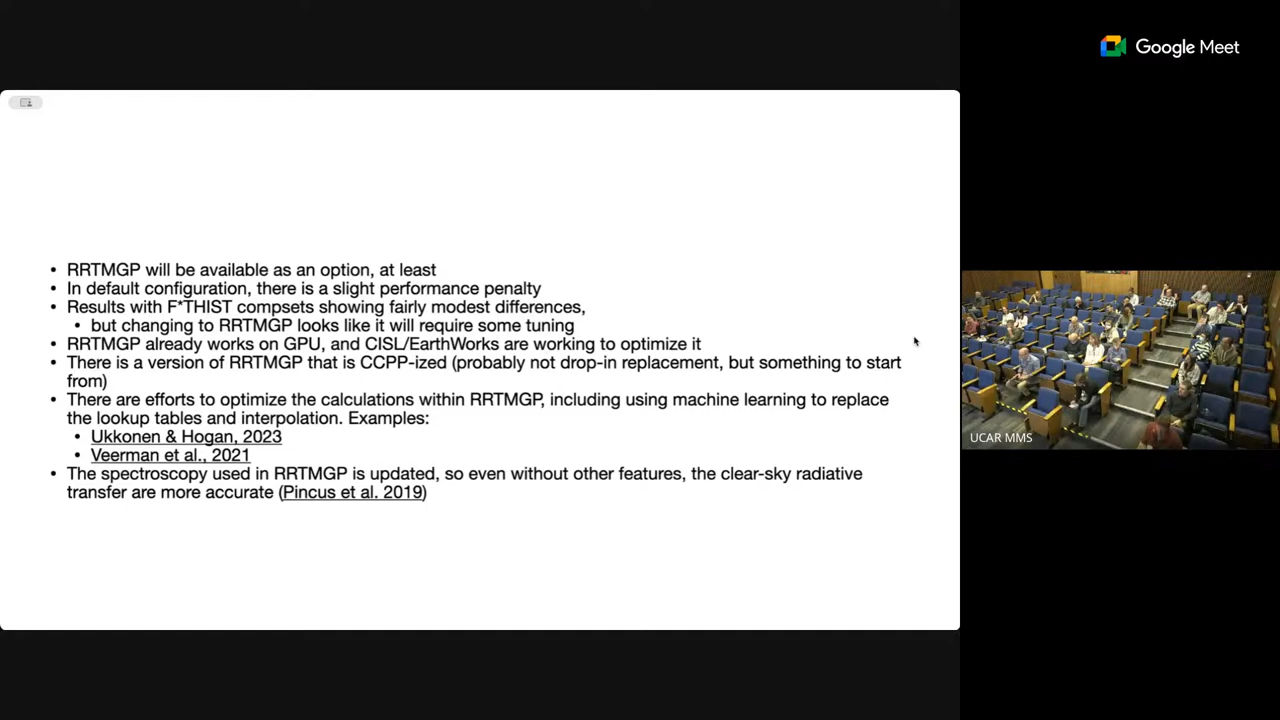 Google Meet
• RRTMGP will be available as an option, at least
• In default configuration, there is a slight performance penalty
• Results with F*THIST compsets showing fairly modest differences,
• but changing to RRTMGP looks like it will require some tuning
• RRTMGP already works on GPU, and CISL/EarthWorks are working to optimize it
• There is a version of RRTMGP that is CCPP-ized (probably not drop-in replacement, but something to start
from)
• There are efforts to optimize the calculations within RRTMGP, including using machine learning to replace
the lookup tables and interpolation. Examples:
• Ukkonen & Hogan, 2023
• Veerman et al., 2021
• The spectroscopy used in RRTMGP is updated, so even without other features, the clear-sky radiative
transfer are more accurate (Pincus et al. 2019)
UCAR MMS